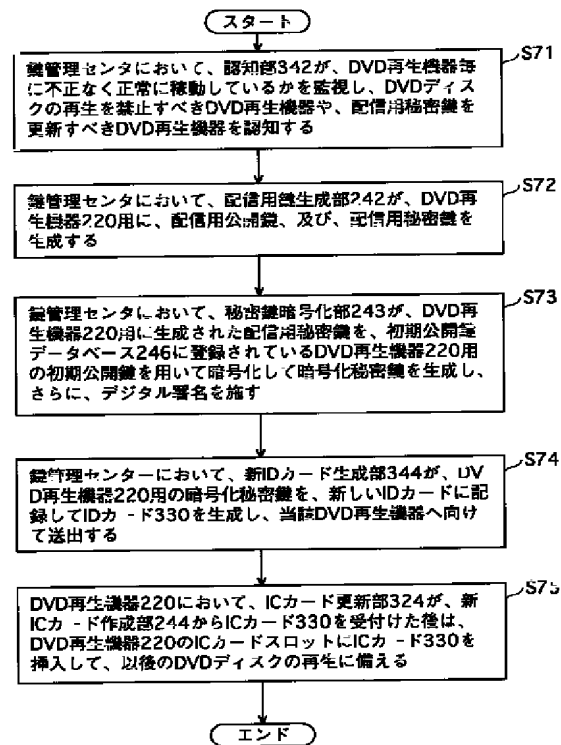 スタート
S71
鍵管理センタにおいて、認知部342が、DVD再生機器毎
に不正なく正常に稼動しているかを監視し、DVDディス
クの再生を禁止すべきDVD再生機器や、配信用秘密鍵を
更新すべきDVD再生機器を認知する
S72
鍵管理センタにおいて、配信用鍵生成部242が、DVD再
生機器220用に、配信用公開鍵、及び、配信用秘密鍵を
生成する
S73
鍵管理センタにおいて、秘密鍵暗号化部243が、DVD再
生機器220用に生成された配信用秘密鍵を、初期公開鍵
データベース246に登録されているDVD再生機器220用
の初期公開鍵を用いて暗号化して暗号化秘密鍵を生成し、
さらに、デジタル署名を施す
S74
鍵管理センターにおいて、新IDカード生成部344が、DV
D再生機器220用の暗号化秘密鍵を、新しいIDカードに記
録してIDカード330を生成し、当該DVD再生機器へ向け
て送出する
S75
DVD再生機器220において、ICカード更新部324が、新
ICカード作成部244からICカード330を受付けた後は、
DVD再生機器220のICカードスロットにICカード330を
挿入して、以後のDVDディスクの再生に備える
エンド